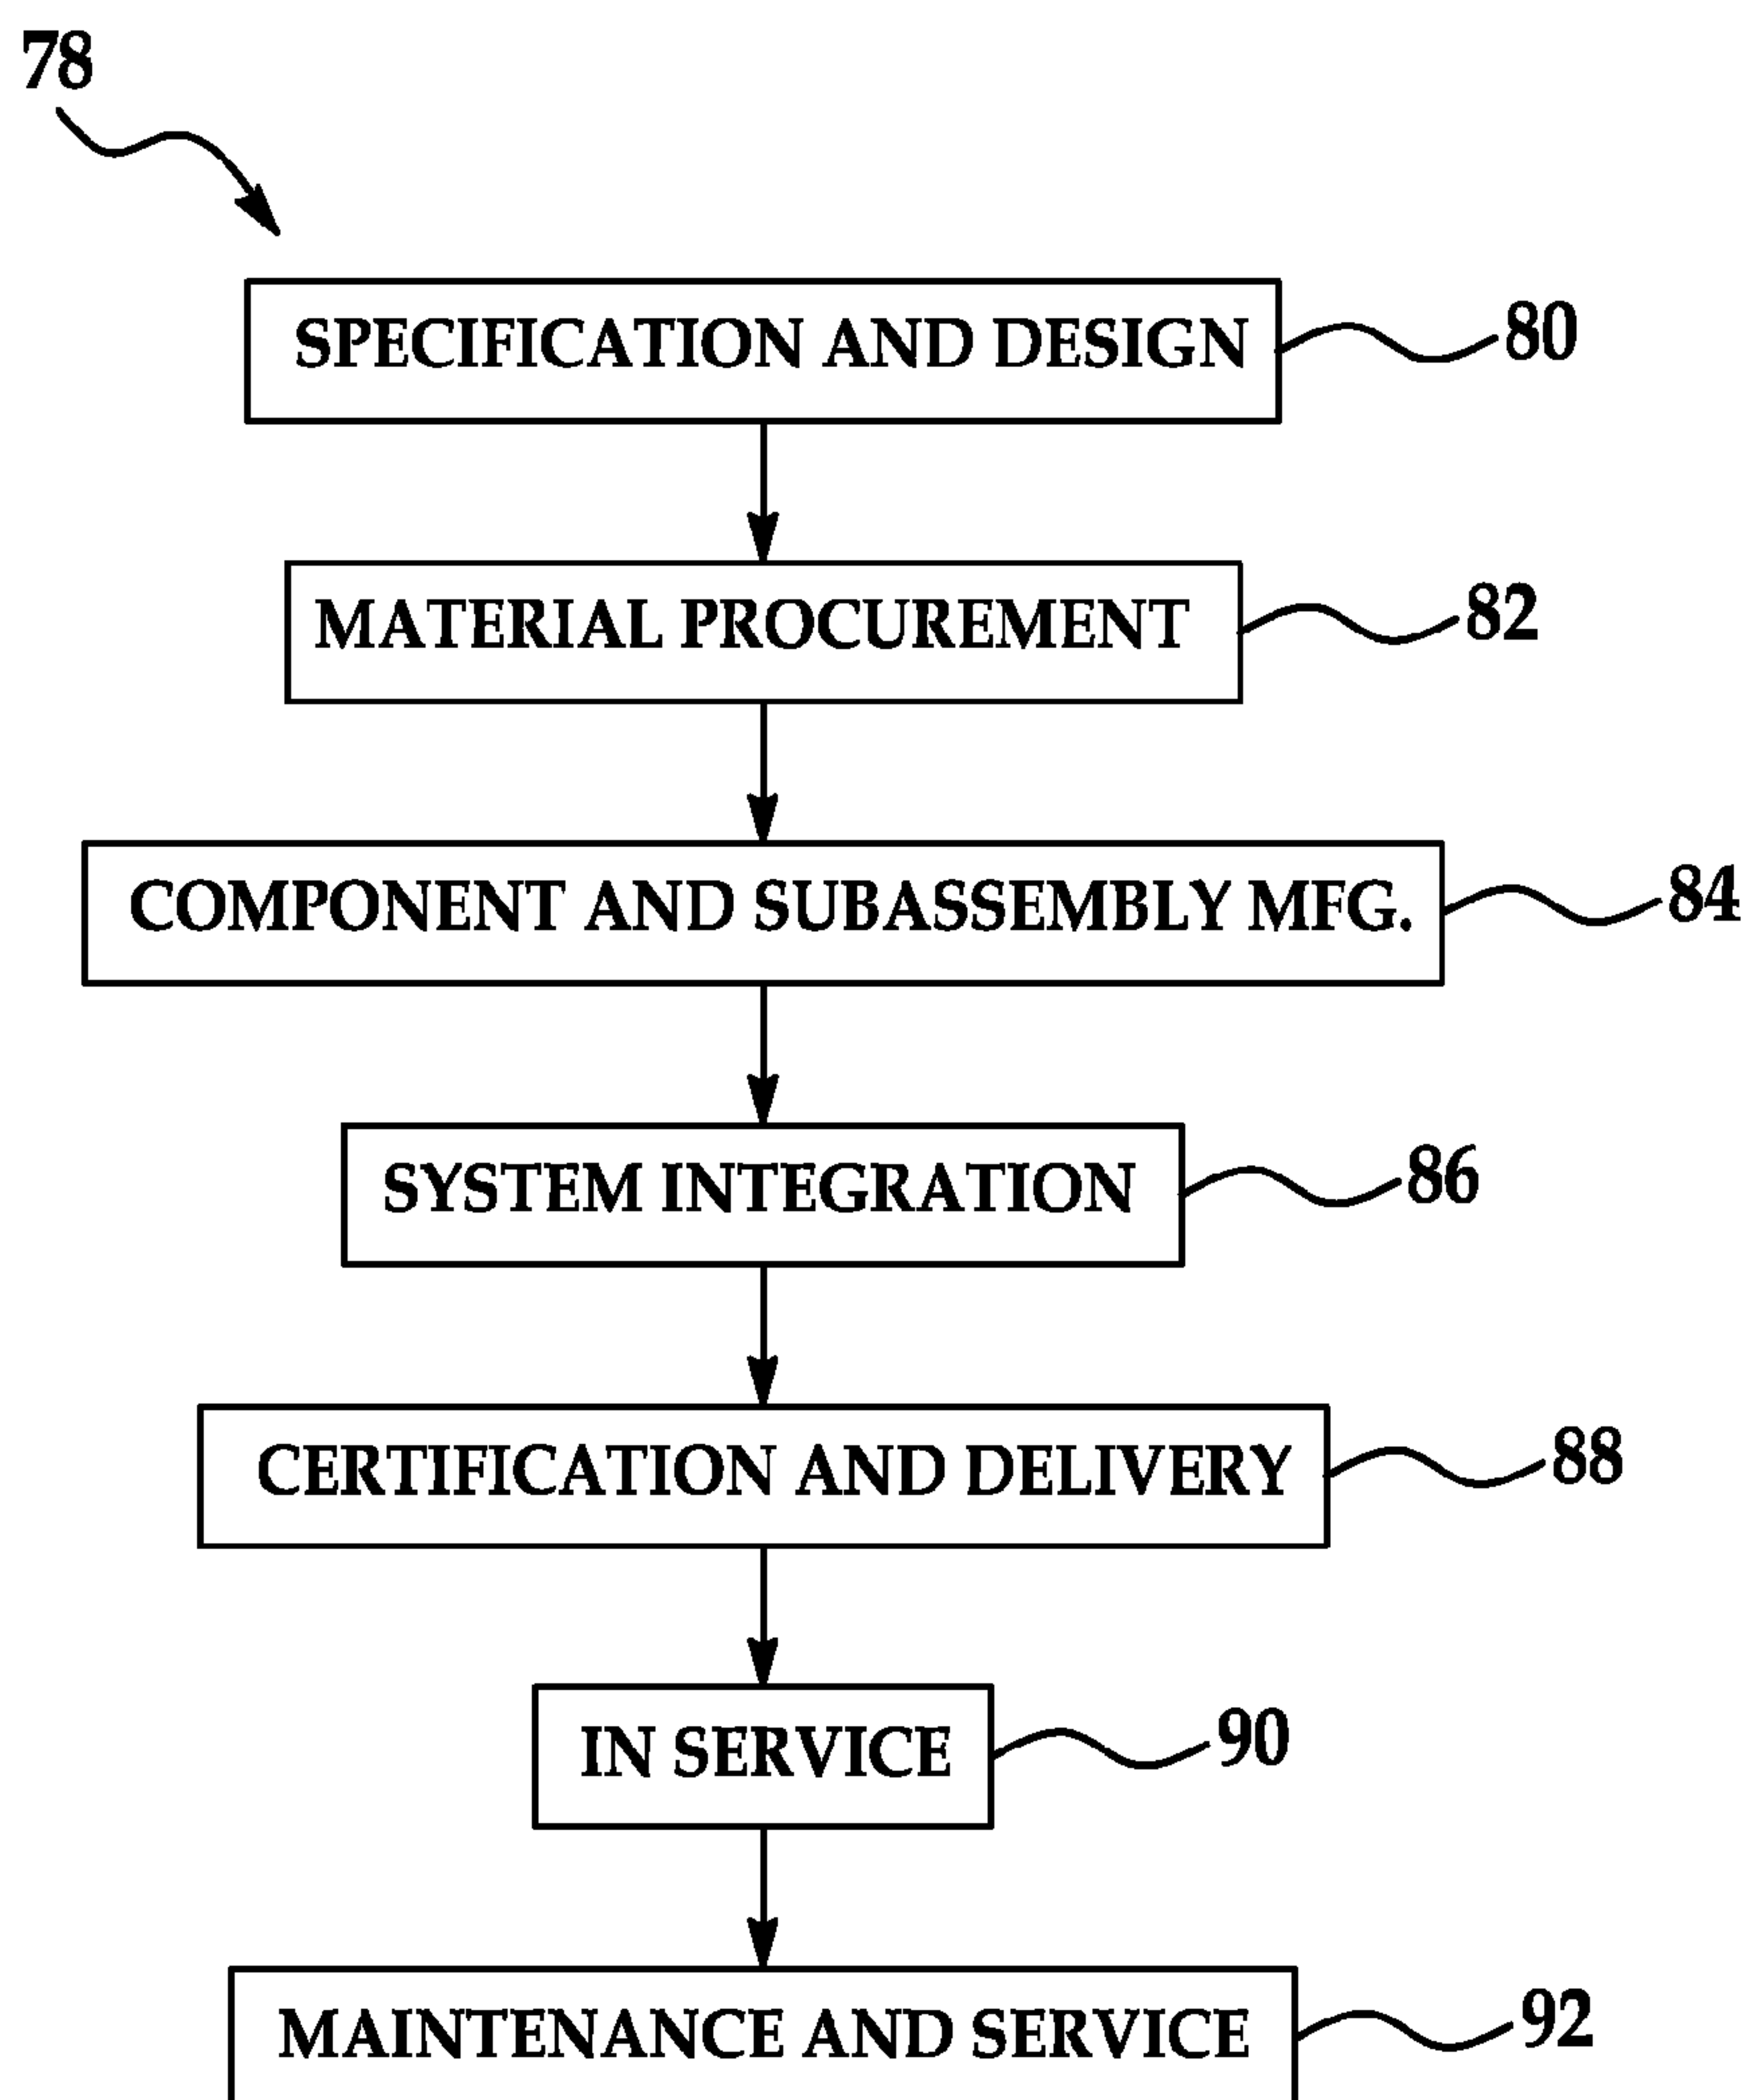 78
SPECIFICATION AND DESIGN 80
MATERIAL PROCUREMENT 82
COMPONENT AND SUBASSEMBLY MFG. 84
SYSTEM INTEGRATION 86
CERTIFICATION AND DELIVERY 88
IN SERVICE 90
MAINTENANCE AND SERVICE 92